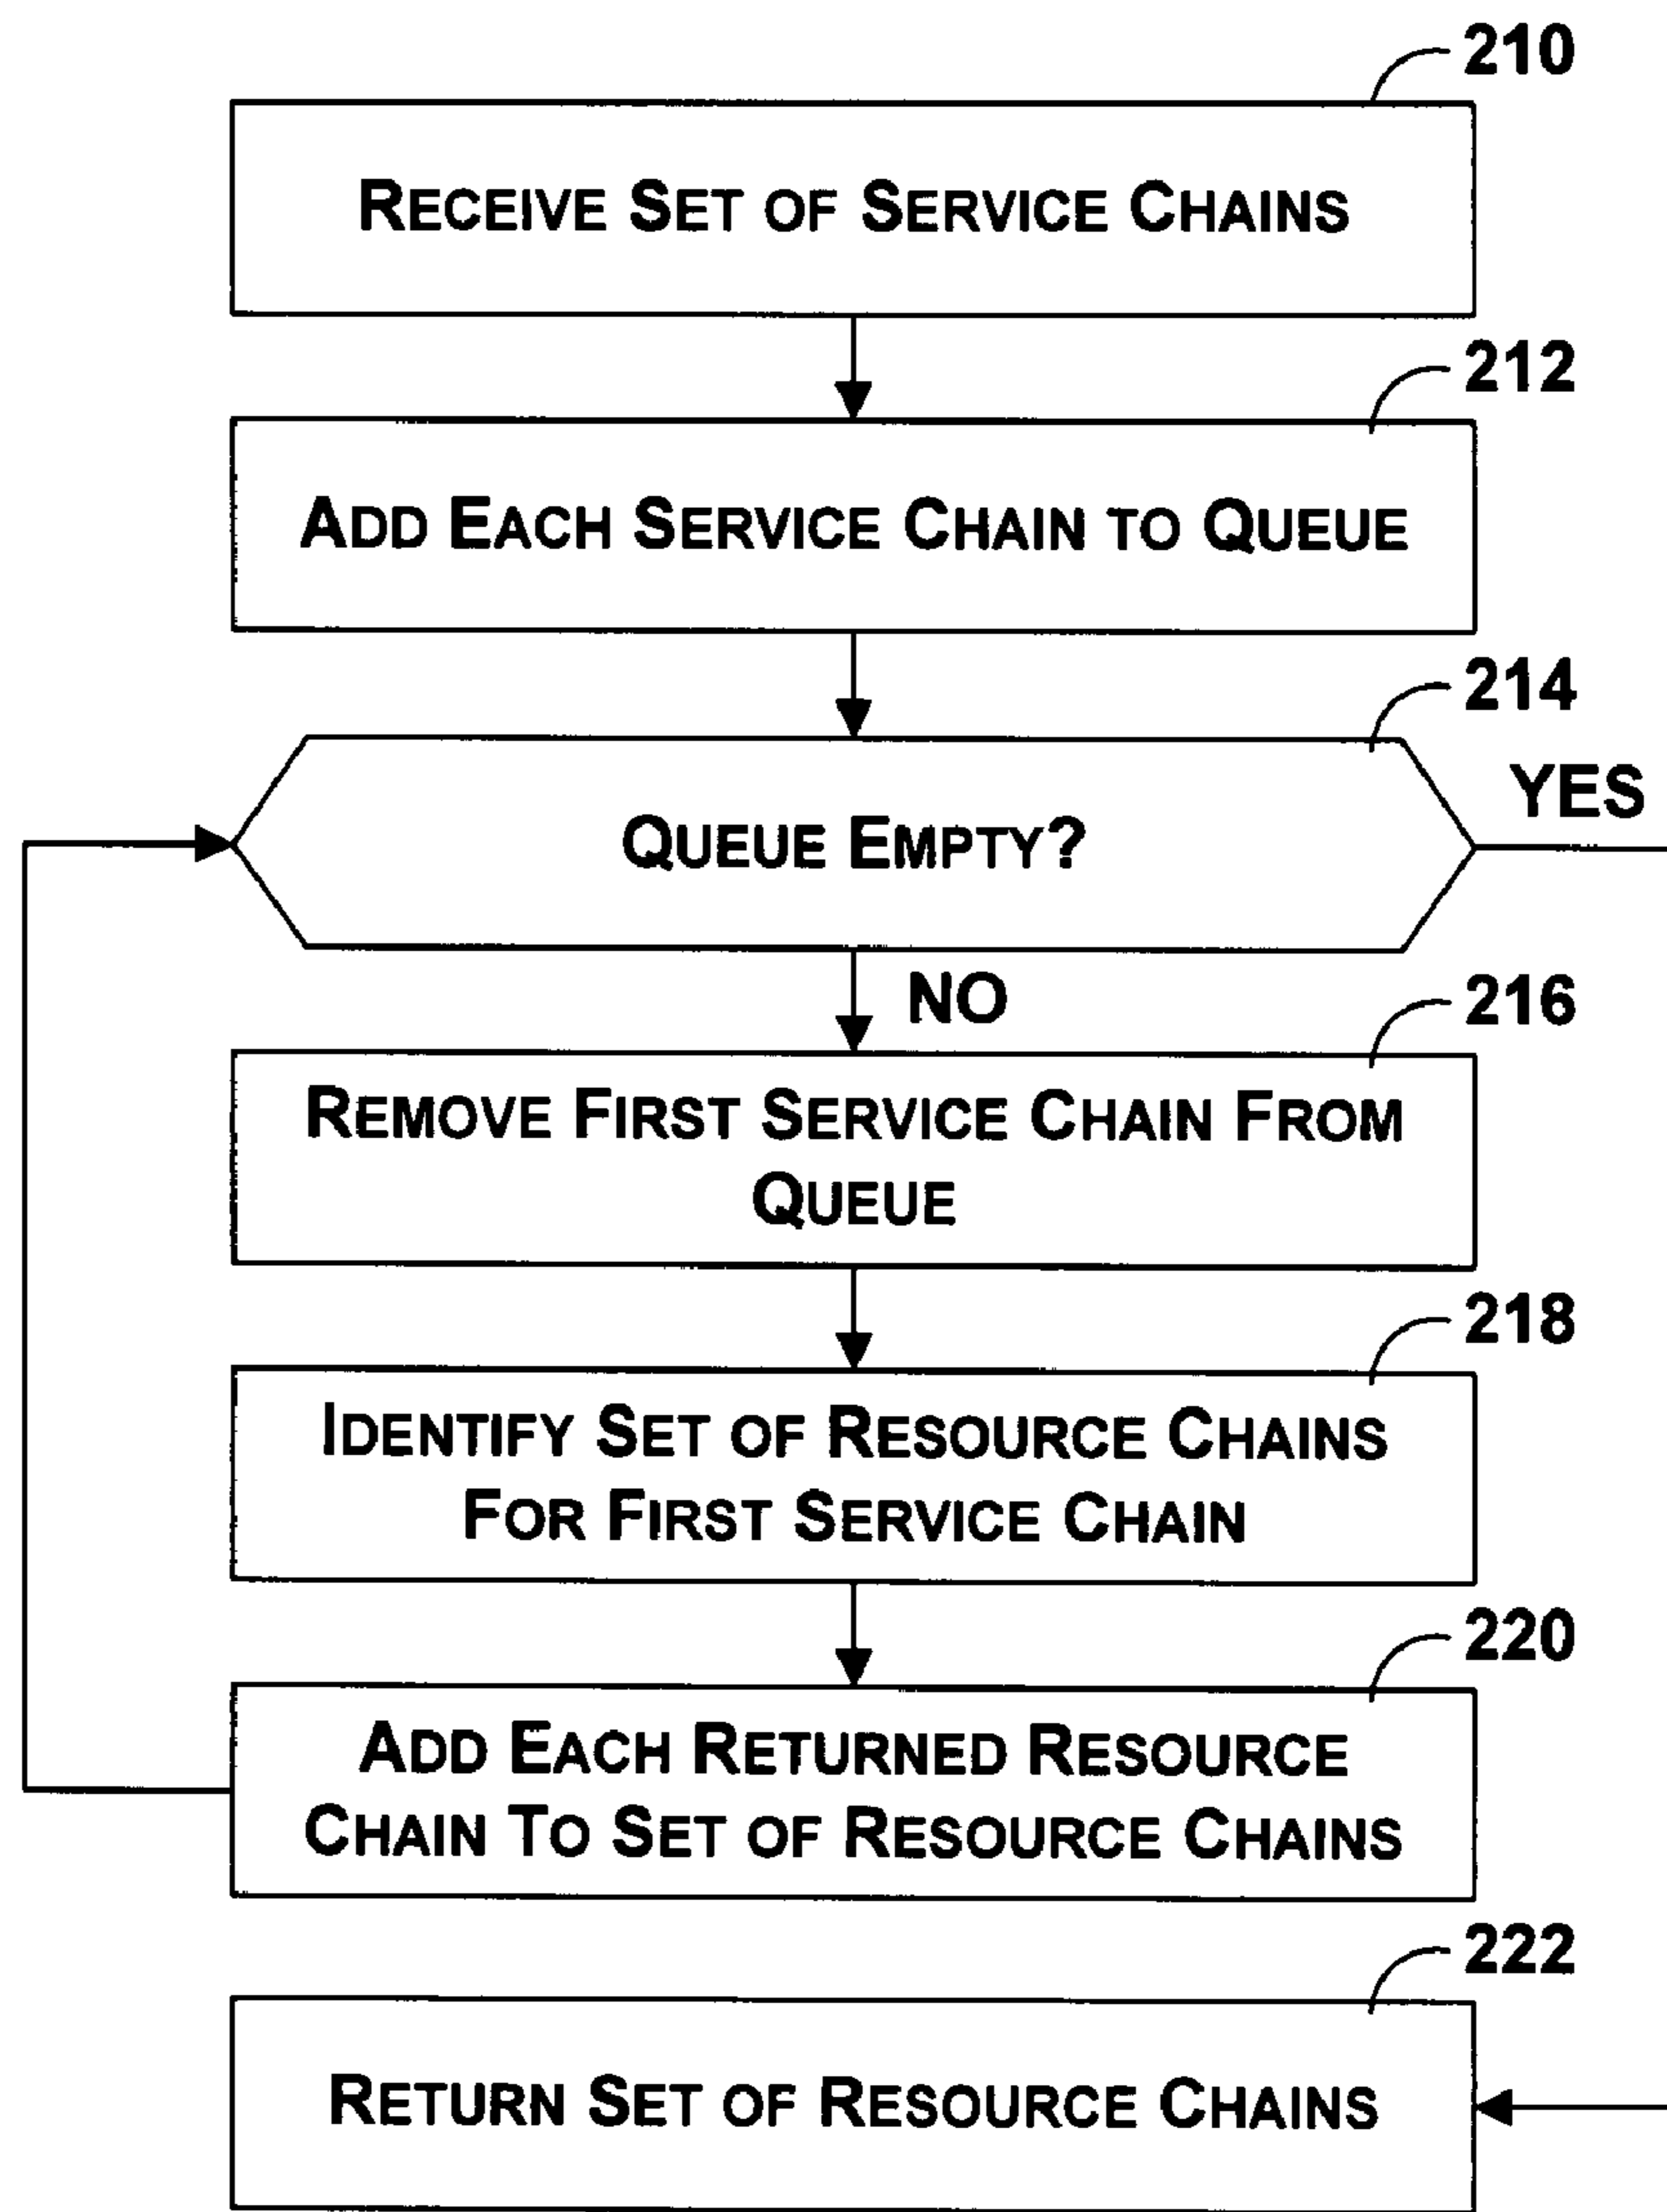 210
RECEIVE SET OF SERVICE CHAINS
212
ADD EACH SERVICE CHAIN TO QUEUE
214
YES
QUEUE EMPTY?
NO
216
REMOVE FIRST SERVICE CHAIN FROM
QUEUE
218
IDENTIFY SET OF RESOURCE CHAINS
FOR FIRST SERVICE CHAIN
220
ADD EACH RETURNED RESOURCE
CHAIN TO SET OF RESOURCE CHAINS
222
RETURN SET OF RESOURCE CHAINS